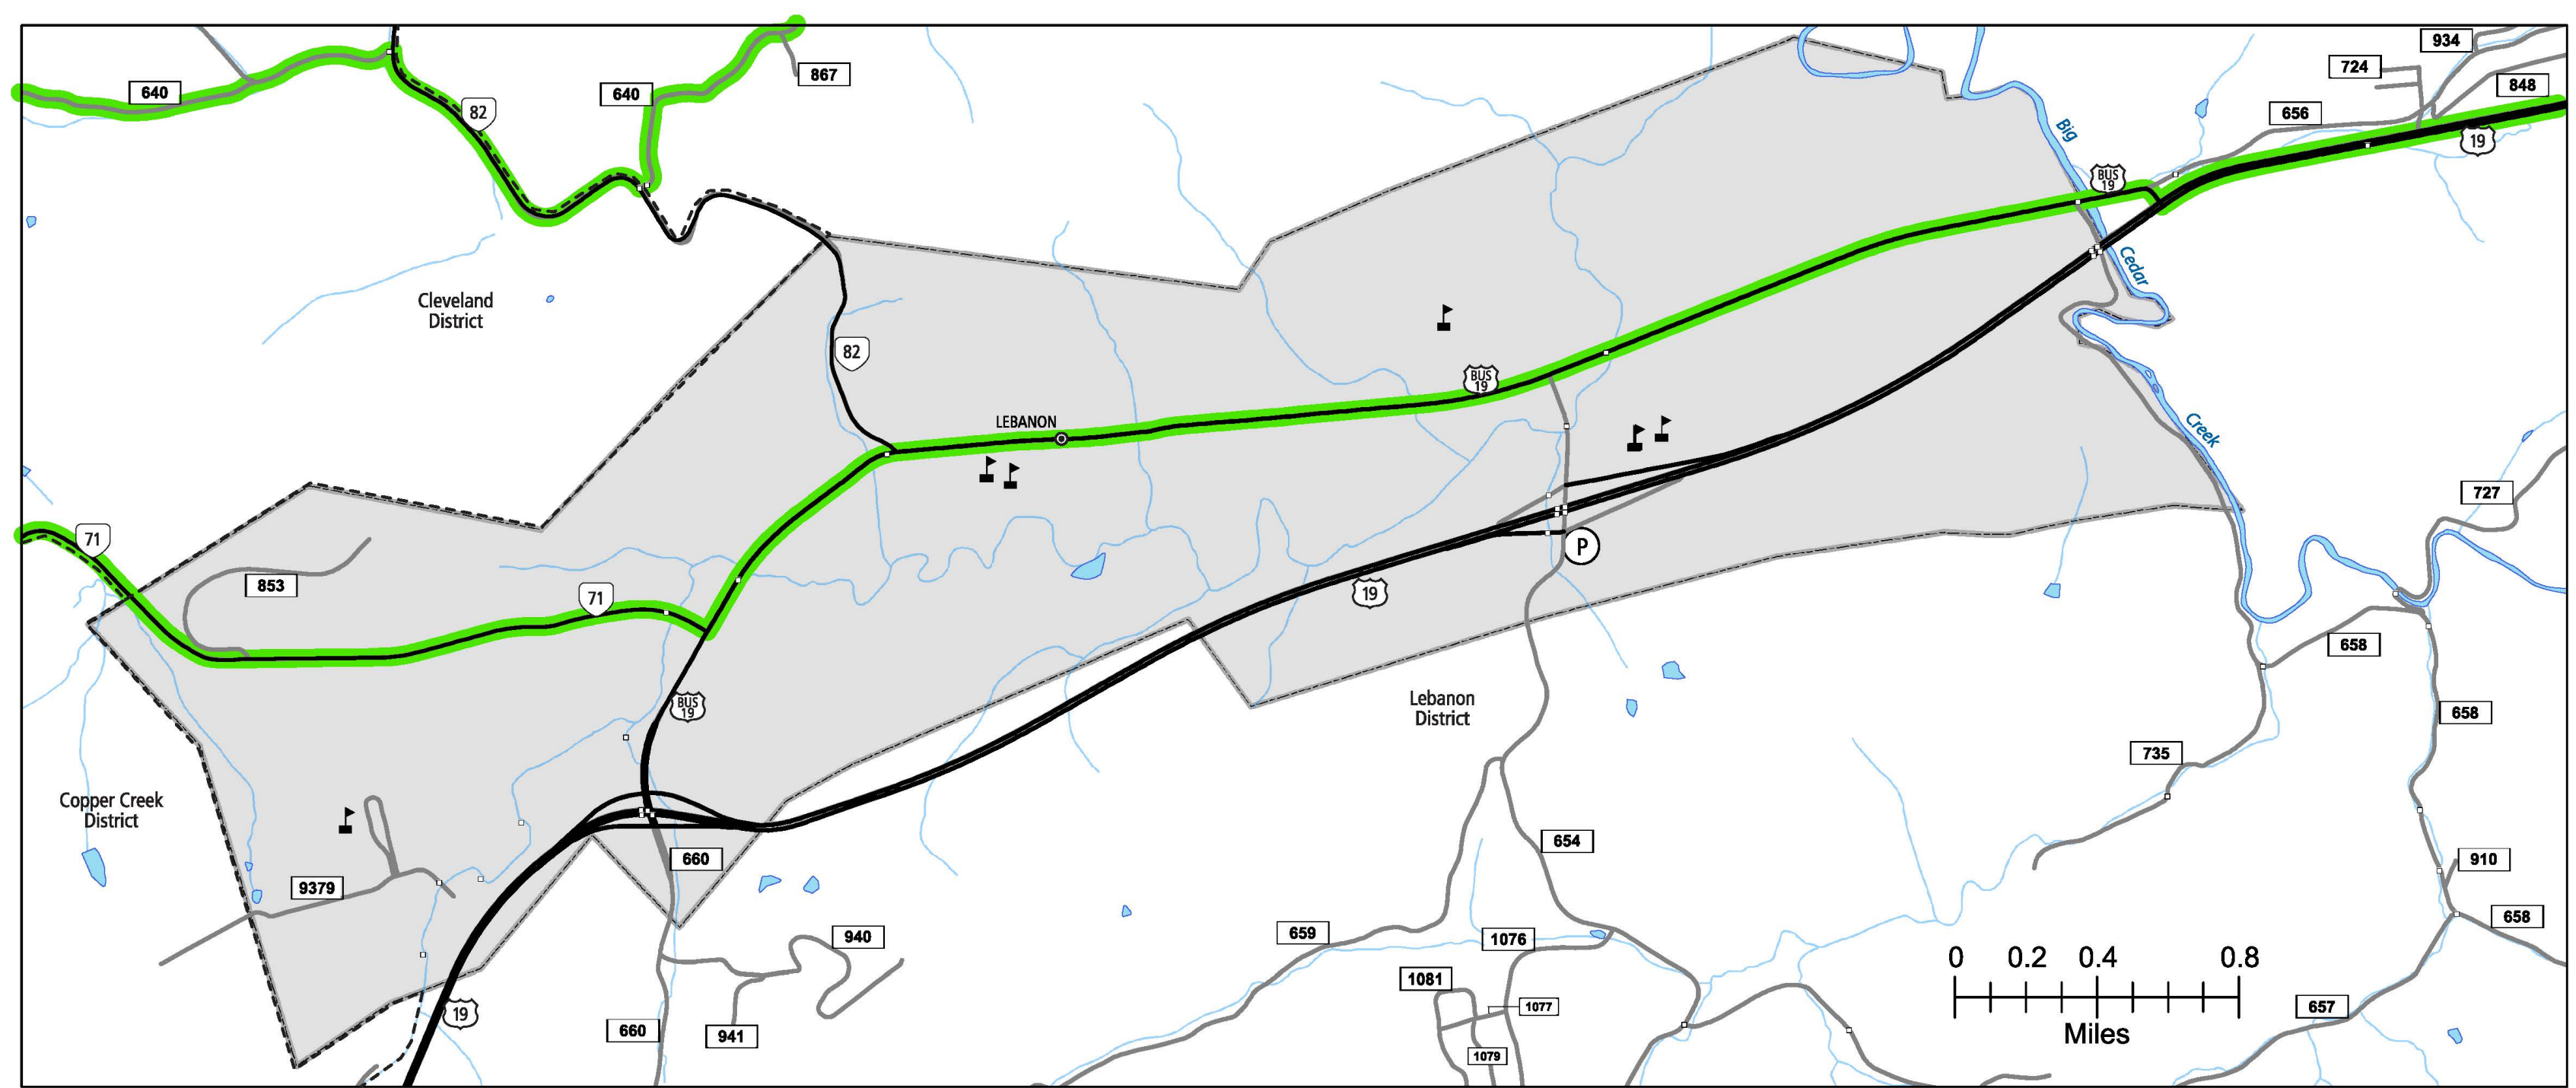 934
724
867
640
640
848
82
656
Big
19
BUS
19
Cedar
Cleveland
District
82
BUS
19
LEBANON
Creek
727
71
853
71
P
19
658
BUS
19
Lebanon
District
658
735
Copper Creek
District
654
660
910
9379
658
659
940
1076
0 0.2 0.4 0.8
1081
1077
657
19
660
941
Miles
1079